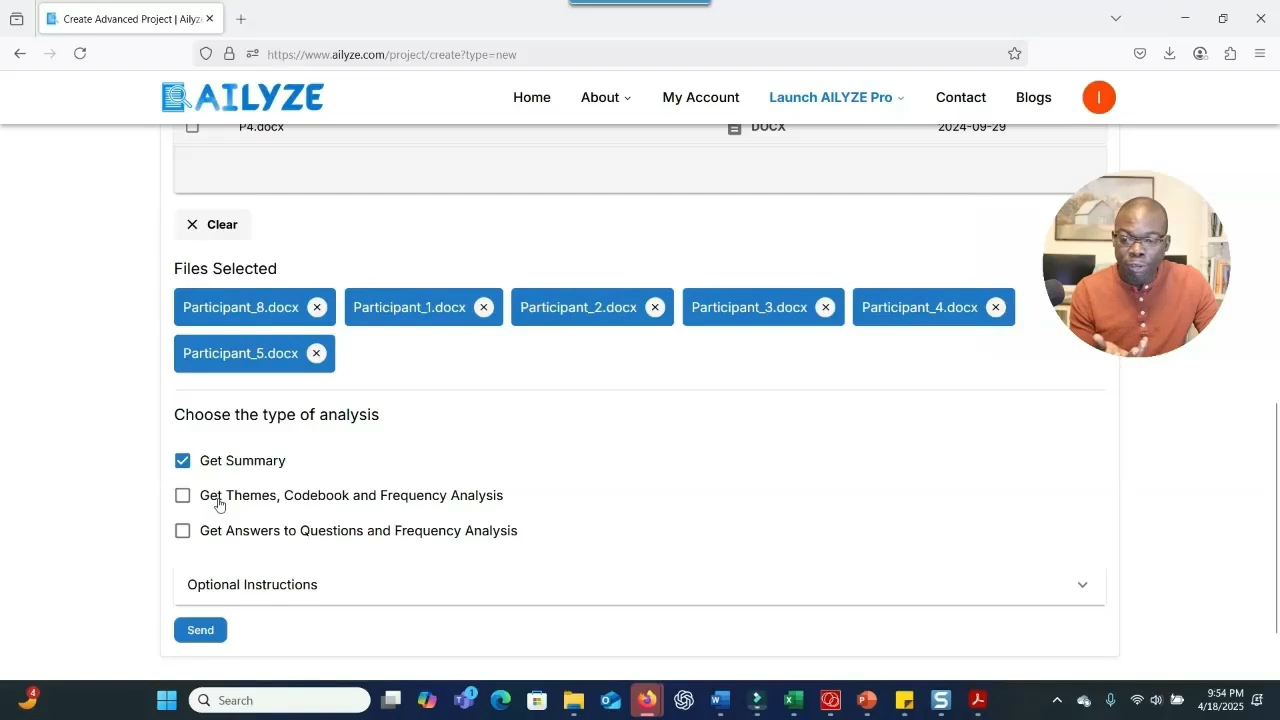 Create Advanced Project | Ailyze
https://www.ailyze.com/project/create?type=new
AILYZE
Home About My Account Launch AILYZE Pro Contact Blogs I
P4.docx DOCX 2024-09-29
Clear
Files Selected
Participant_8.docx Participant_1.docx Participant_2.docx Participant_3.docx Participant_4.docx
Participant_5.docx
Choose the type of analysis
Get Summary
Get Themes, Codebook and Frequency Analysis
Get Answers to Questions and Frequency Analysis
Optional Instructions
Send
4 Search 1 9:54 PM
4/18/2025